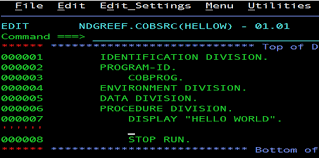 File Edit Edit_Settings Menu Utilities
EDIT NDGREEF.COBSRC(HELLOW) - 01.01
Command ===>
****** ***************************** Top of D
000001 IDENTIFICATION DIVISION.
000002 PROGRAM-ID.
000003 COBPROG.
000004 ENVIRONMENT DIVISION.
000005 DATA DIVISION.
000006 PROCEDURE DIVISION.
000007 DISPLAY "HELLO WORLD".
''''''
000008 STOP RUN.
****** **************************** Bottom of